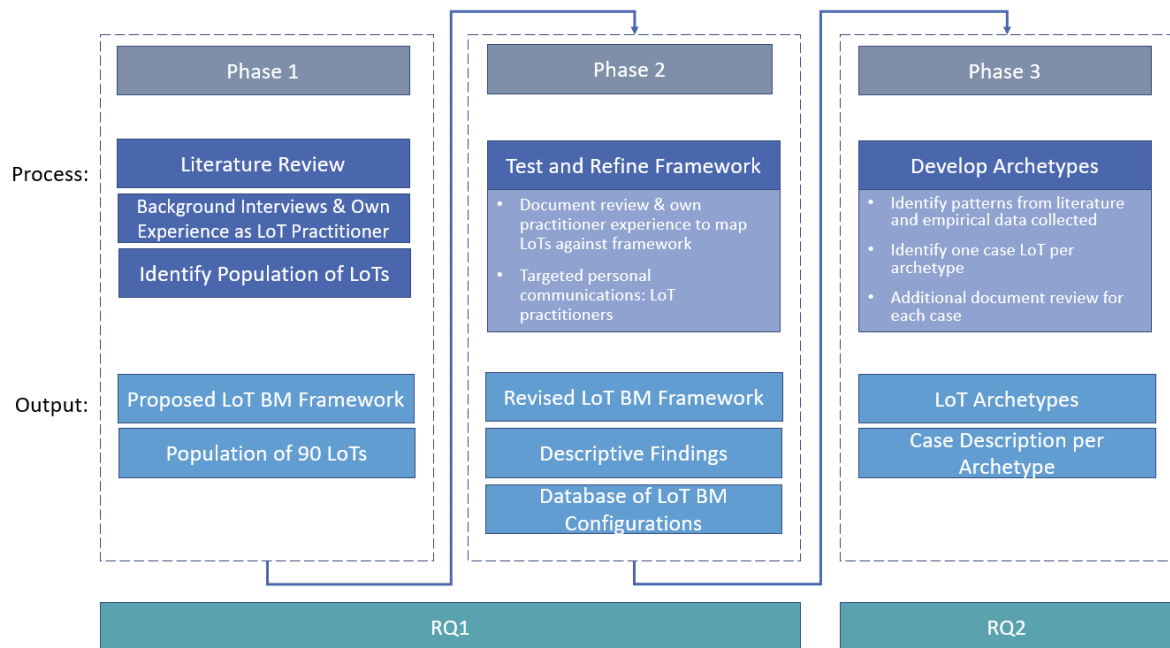 Phase 1
Phase 2
Phase 3
Process:
Literature Review
Background Interviews & Own
Experience as LoT Practitioner
Identify Population of LoTs
Test and Refine Framework
• Document review & own
practitioner experience to map
LoTs against framework
• Targeted personal
communications: LoT
practitioners
Develop Archetypes
• Identify patterns from literature
and empirical data collected
• Identify one case LoT per
archetype
• Additional document review for
each case
Output:
Proposed LoT BM Framework
Population of 90 LoTs
Revised LoT BM Framework
Descriptive Findings
Database of LoT BM
Configurations
LoT Archetypes
Case Description per
Archetype
RQ1
RQ2